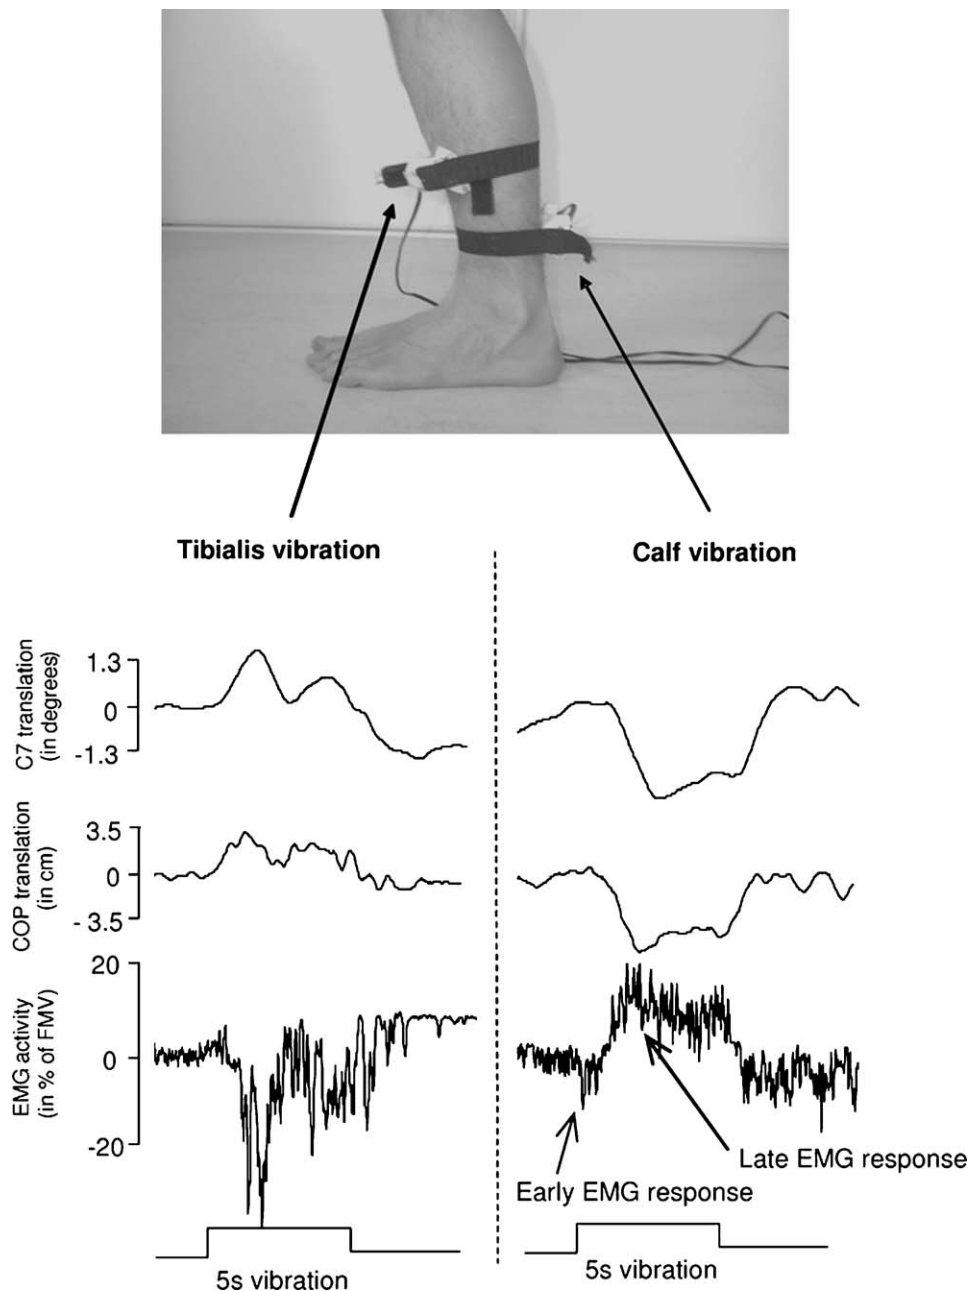 Tibialis vibration
Calf vibration
C7 translation
(in degrees)
1.3
0
-1.3
COP translation
(in cm)
3.5
0
- 3.5
EMG activity
(in % of FMV)
20
0
-20
Late EMG response
Early EMG response
5s vibration
5s vibration